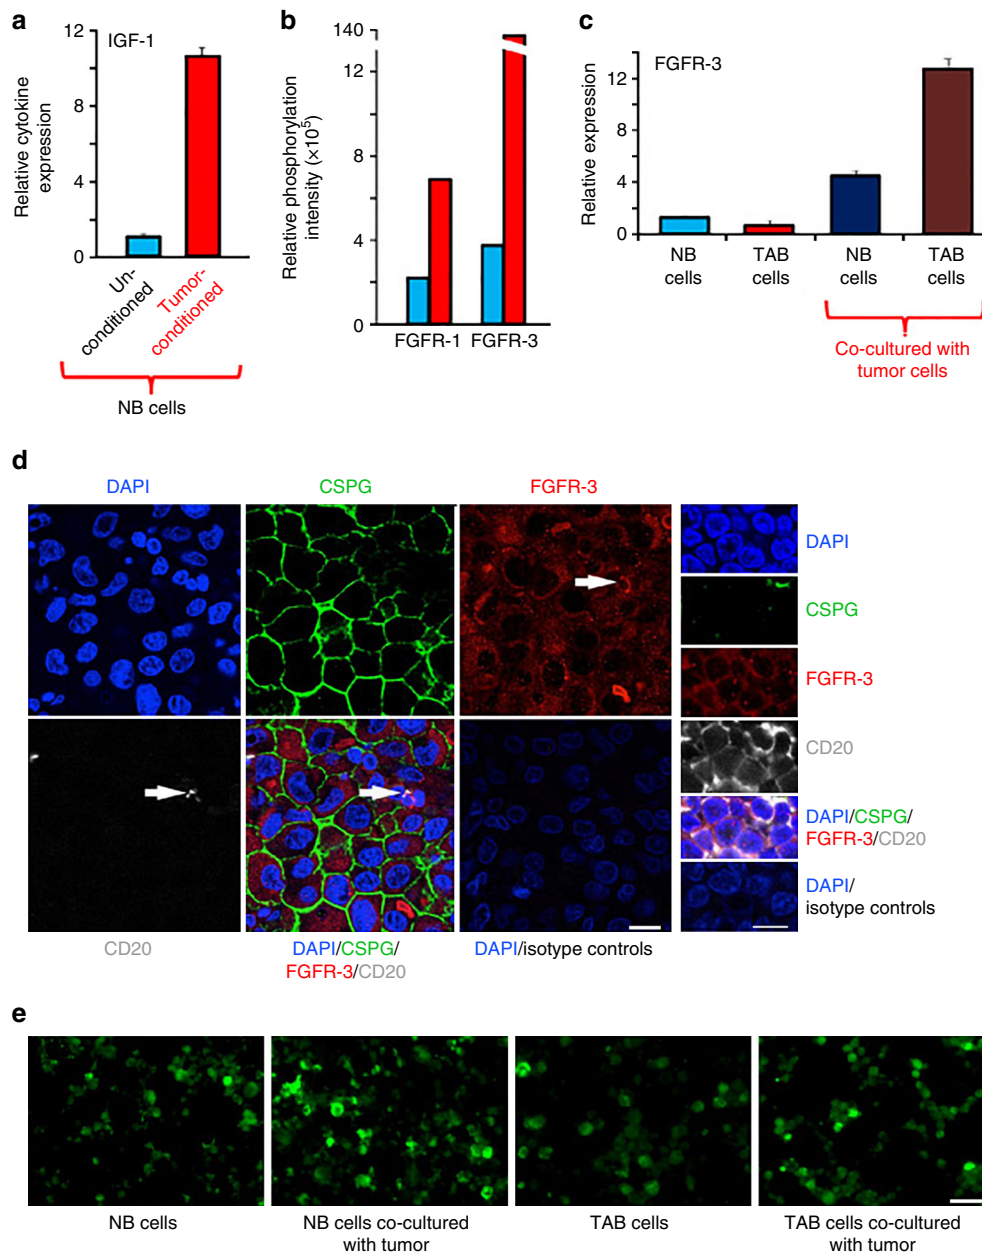 a
IGF-1
Relative cytokine
expression
12
8
4
0
Un-
conditioned
Tumor-
conditioned
NB cells
b
Relative phosphorylation
intensity (×10⁵)
140
12
8
4
0
FGFR-1
FGFR-3
c
FGFR-3
Relative expression
12
8
4
0
NB
cells
TAB
cells
NB
cells
TAB
cells
Co-cultured with
tumor cells
d
DAPI
CSPG
FGFR-3
CD20
DAPI/CSPG/
FGFR-3/CD20
DAPI/isotype controls
DAPI
CSPG
FGFR-3
CD20
DAPI/CSPG/
FGFR-3/CD20
DAPI/
isotype controls
e
NB cells
NB cells co-cultured
with tumor
TAB cells
TAB cells co-cultured
with tumor